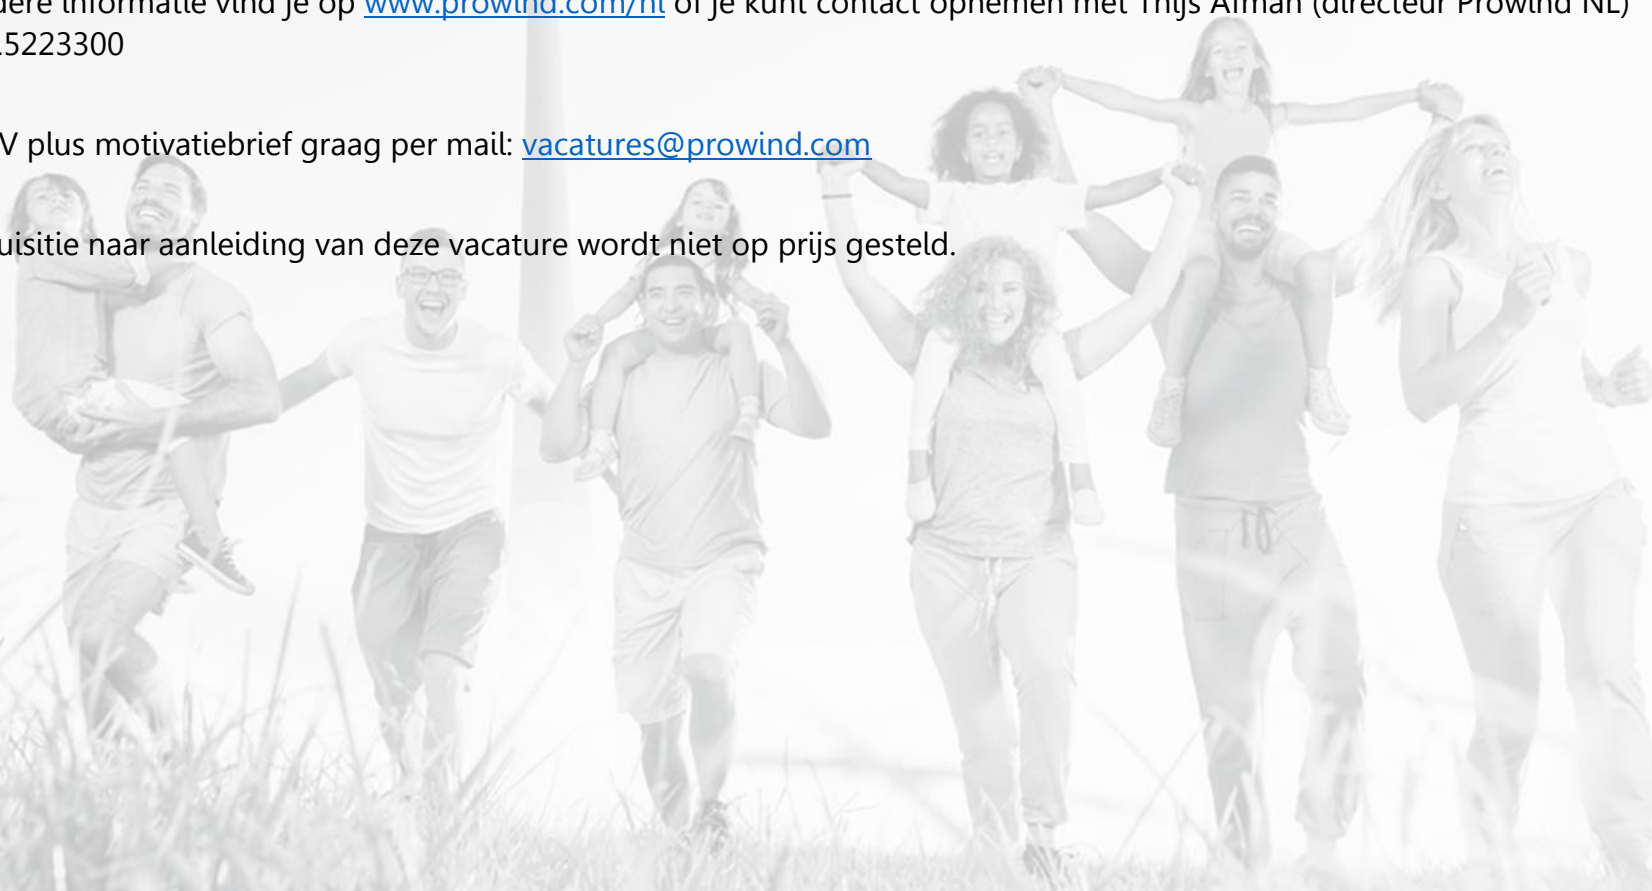 dere informatie vind je op www.prowind.com/nl of je kunt contact opnemen met Thijs Afman (directeur Prowind NL)
.5223300
V plus motivatiebrief graag per mail: vacatures@prowind.com
uisitie naar aanleiding van deze vacature wordt niet op prijs gesteld.